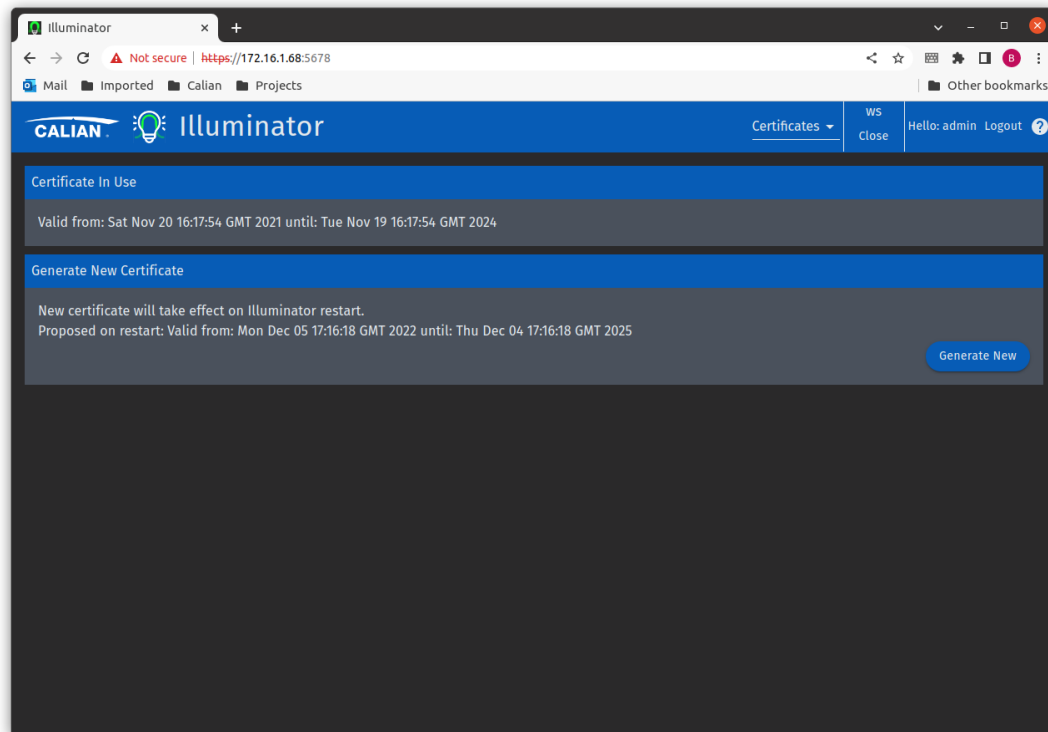 Illuminator
Not secure https://172.16.1.68:5678
B
Mail Imported Calian Projects Other bookmarks
CALIAN. Illuminator Certificates WS Close Hello: admin Logout ?
Certificate In Use
Valid from: Sat Nov 20 16:17:54 GMT 2021 until: Tue Nov 19 16:17:54 GMT 2024
Generate New Certificate
New certificate will take effect on Illuminator restart.
Proposed on restart: Valid from: Mon Dec 05 17:16:18 GMT 2022 until: Thu Dec 04 17:16:18 GMT 2025
Generate New